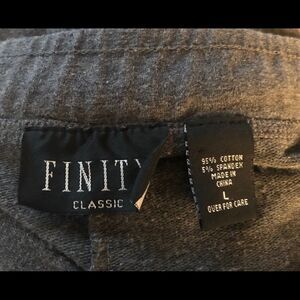 FINITY
CLASSIC
95% COTTON
5% SPANDEX
MADE IN
CHINA
L
OVER FOR CARE